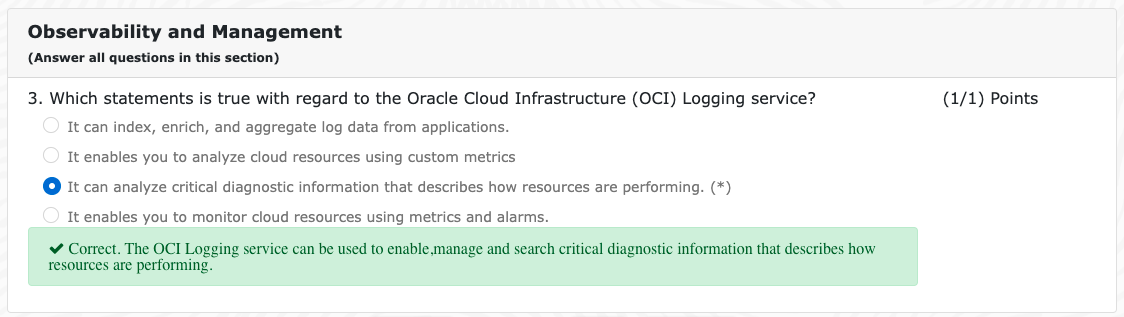 Observability and Management
(Answer all questions in this section)
3. Which statements is true with regard to the Oracle Cloud Infrastructure (OCI) Logging service? (1/1) Points
It can index, enrich, and aggregate log data from applications.
It enables you to analyze cloud resources using custom metrics
It can analyze critical diagnostic information that describes how resources are performing. (*)
It enables you to monitor cloud resources using metrics and alarms.
Correct. The OCI Logging service can be used to enable,manage and search critical diagnostic information that describes how
resources are performing.